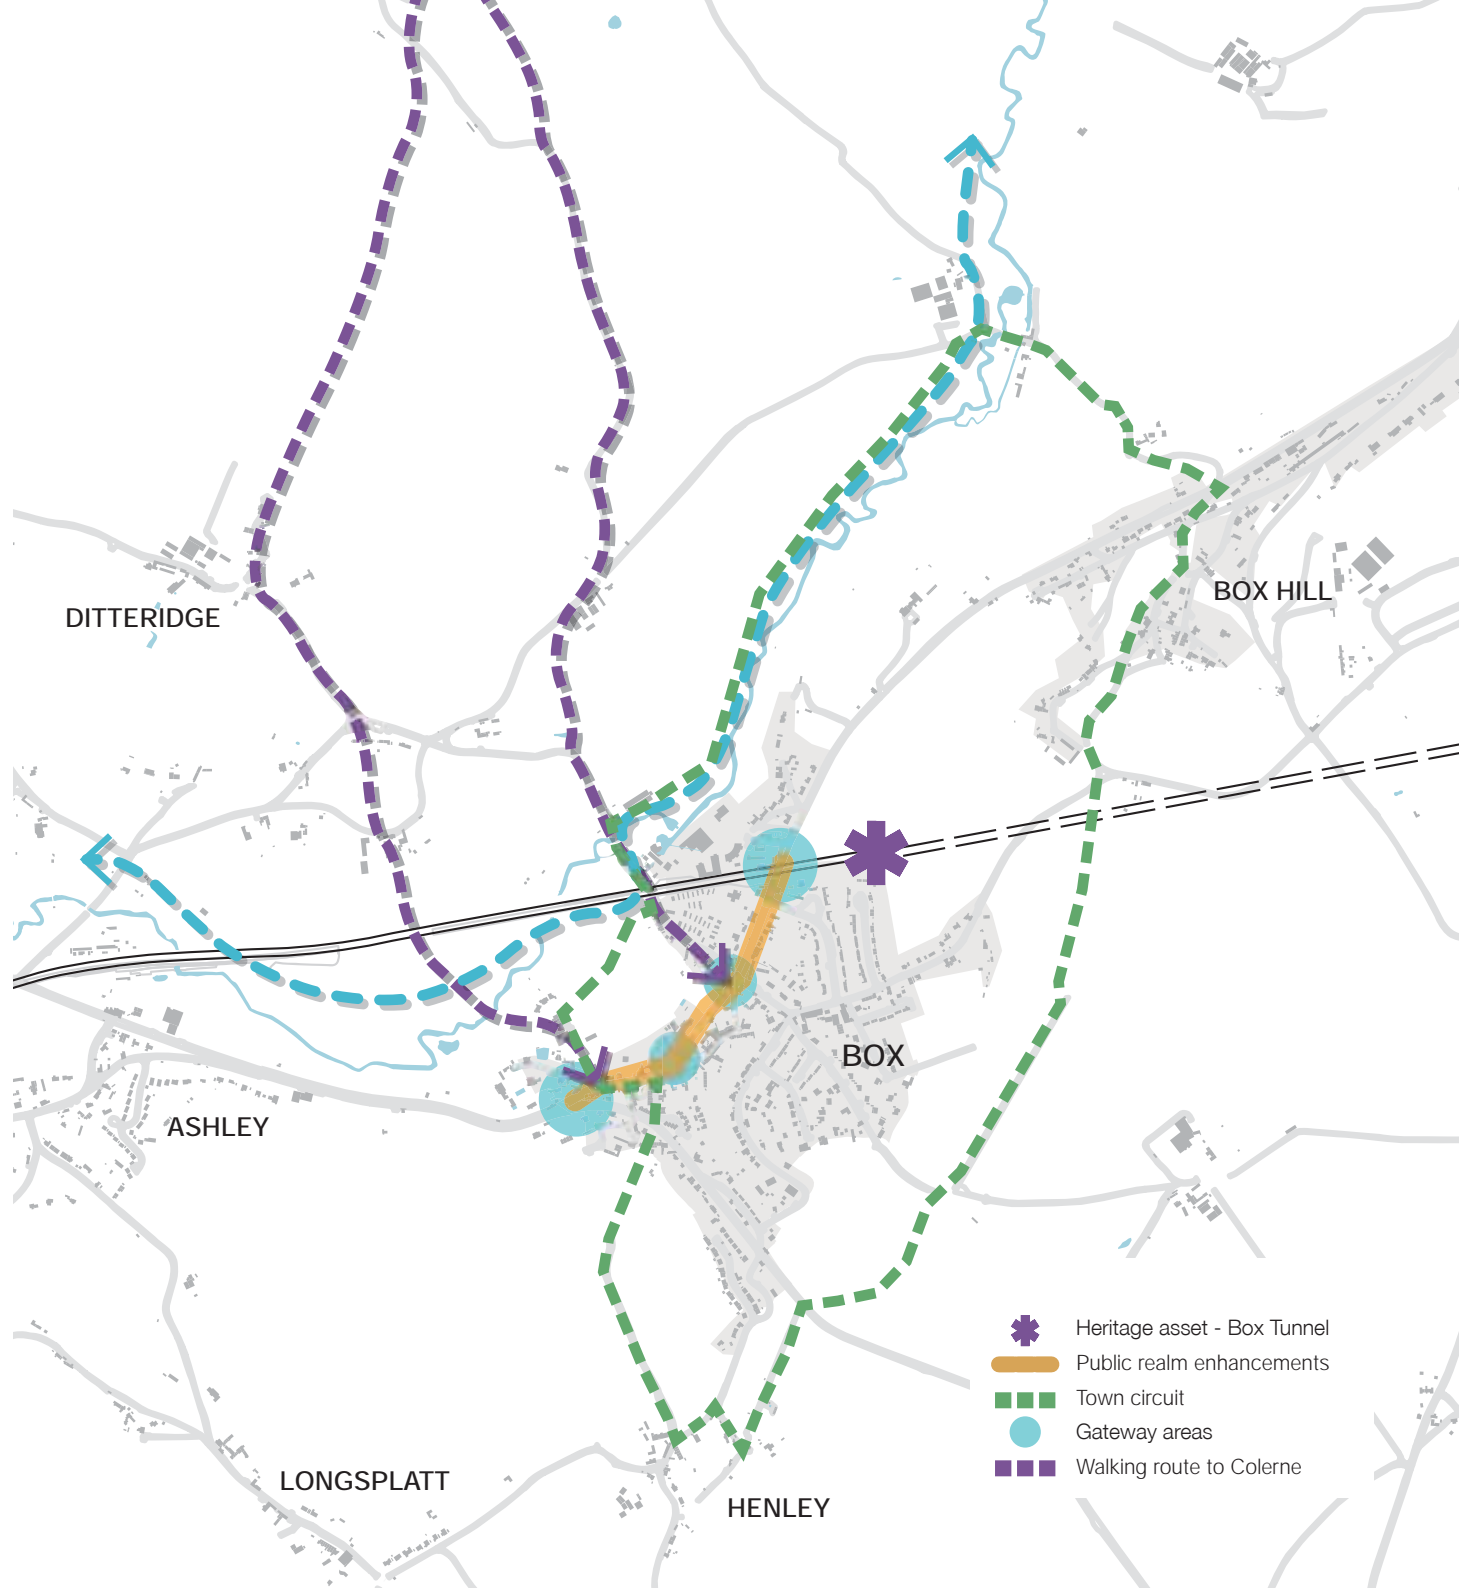 DITTERIDGE
BOX HILL
BOX
ASHLEY
Heritage asset - Box Tunnel
Public realm enhancements
Town circuit
Gateway areas
Walking route to Colerne
LONGSPLATT
HENLEY